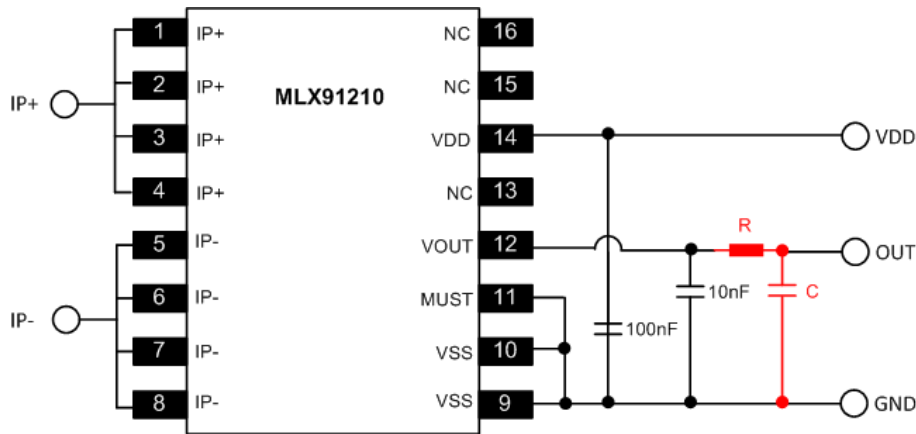 1 IP+ NC 16
2 IP+ NC 15
IP+ MLX91210
3 IP+ VDD 14 VDD
4 IP+ NC 13
R
5 IP- VOUT 12 OUT
6 IP- MUST 11 10nF C
IP- 100nF
7 IP- VSS 10
8 IP- VSS 9 GND